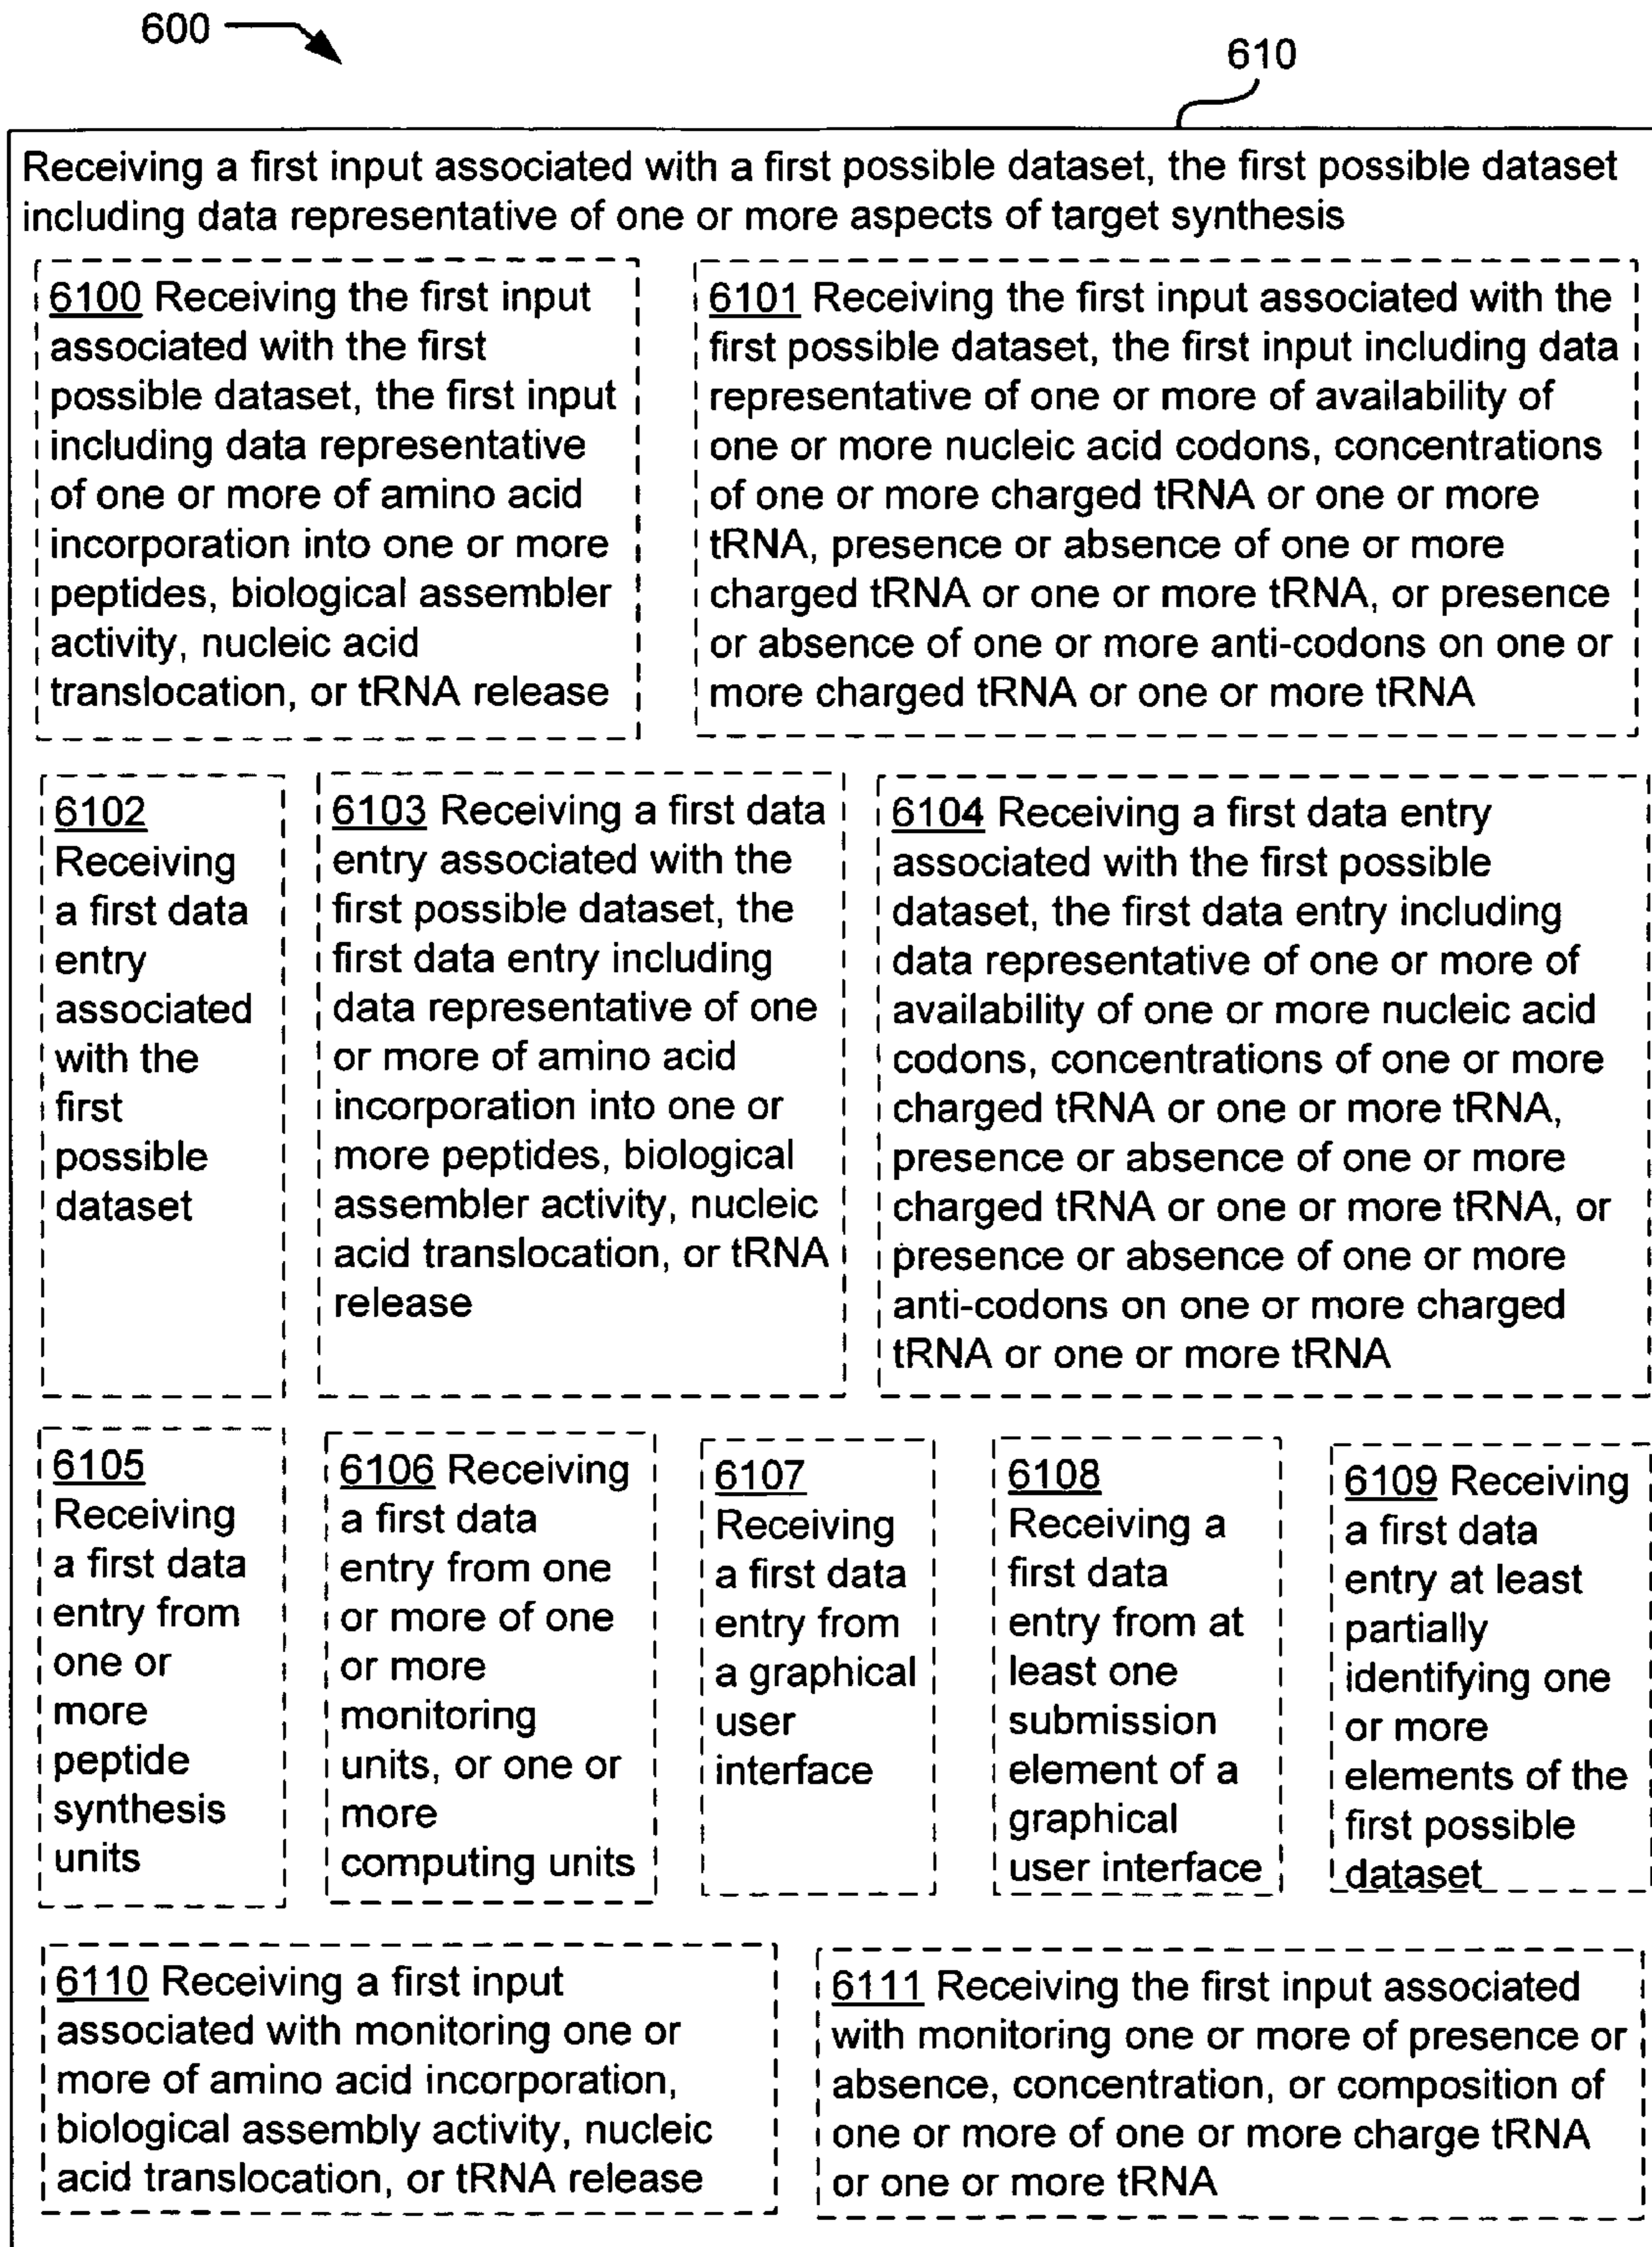 600
610
Receiving a first input associated with a first possible dataset, the first possible dataset
including data representative of one or more aspects of target synthesis
6100 Receiving the first input
associated with the first
possible dataset, the first input
including data representative
of one or more of amino acid
incorporation into one or more
peptides, biological assembler
activity, nucleic acid
translocation, or tRNA release
6101 Receiving the first input associated with the
first possible dataset, the first input including data
representative of one or more of availability of
one or more nucleic acid codons, concentrations
of one or more charged tRNA or one or more
tRNA, presence or absence of one or more
charged tRNA or one or more tRNA, or presence
or absence of one or more anti-codons on one or
more charged tRNA or one or more tRNA
6102
Receiving
a first data
entry
associated
with the
first
possible
dataset
6103 Receiving a first data
entry associated with the
first possible dataset, the
first data entry including
data representative of one
or more of amino acid
incorporation into one or
more peptides, biological
assembler activity, nucleic
acid translocation, or tRNA
release
6104 Receiving a first data entry
associated with the first possible
dataset, the first data entry including
data representative of one or more of
availability of one or more nucleic acid
codons, concentrations of one or more
charged tRNA or one or more tRNA,
presence or absence of one or more
charged tRNA or one or more tRNA, or
presence or absence of one or more
anti-codons on one or more charged
tRNA or one or more tRNA
6105
Receiving
a first data
entry from
one or
more
peptide
synthesis
units
6106 Receiving
a first data
entry from one
or more of one
or more
monitoring
units, or one or
more
computing units
6107
Receiving
a first data
entry from
a graphical
user
interface
6108
Receiving a
first data
entry from at
least one
submission
element of a
graphical
user interface
6109 Receiving
a first data
entry at least
partially
identifying one
or more
elements of the
first possible
dataset
6110 Receiving a first input
associated with monitoring one or
more of amino acid incorporation,
biological assembly activity, nucleic
acid translocation, or tRNA release
6111 Receiving the first input associated
with monitoring one or more of presence or
absence, concentration, or composition of
one or more of one or more charge tRNA
or one or more tRNA